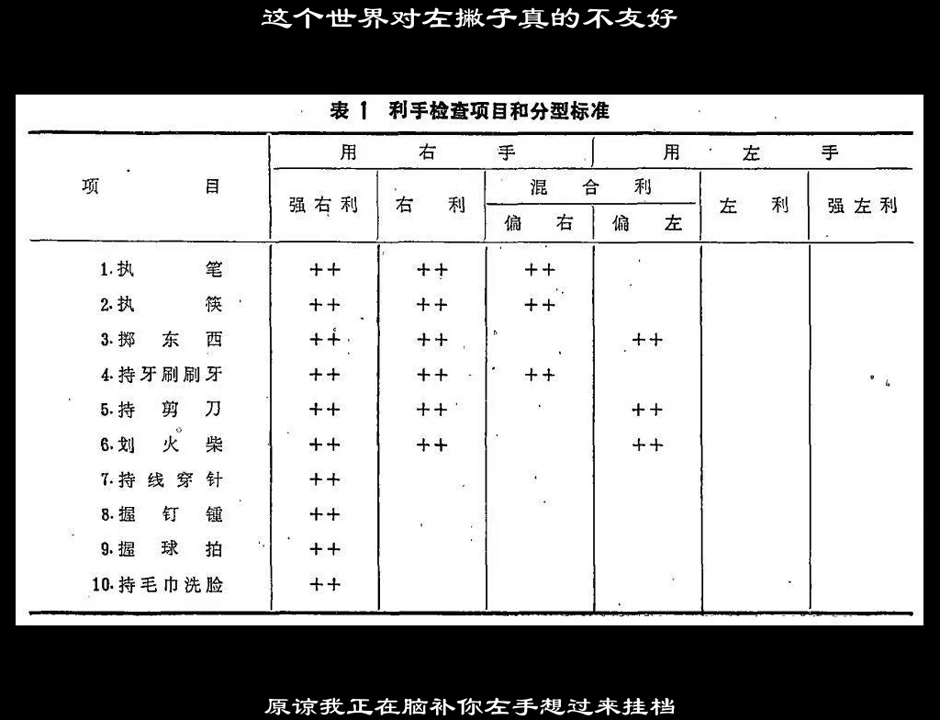 这个世界对左撇子真的不友好
表 1 利手检查项目和分型标准
项 目 用 右 手 用 左 手
强右利 右 利 混 合 利 左 利 强左利
偏 右 偏 左
1.执 笔 ++ ++ ++
2.执 筷 ++ ++ ++
3.掷 东 西 ++ ++ ++
4.持牙刷刷牙 ++ ++ ++
5.持 剪 刀 ++ ++ ++
6.划 火 柴 ++ ++ ++
7.持 线 穿 针 ++
8.握 钉 锤 ++
9.握 球 拍 ++
10.持毛巾洗脸 ++
原谅我正在脑补你左手想过来挂档